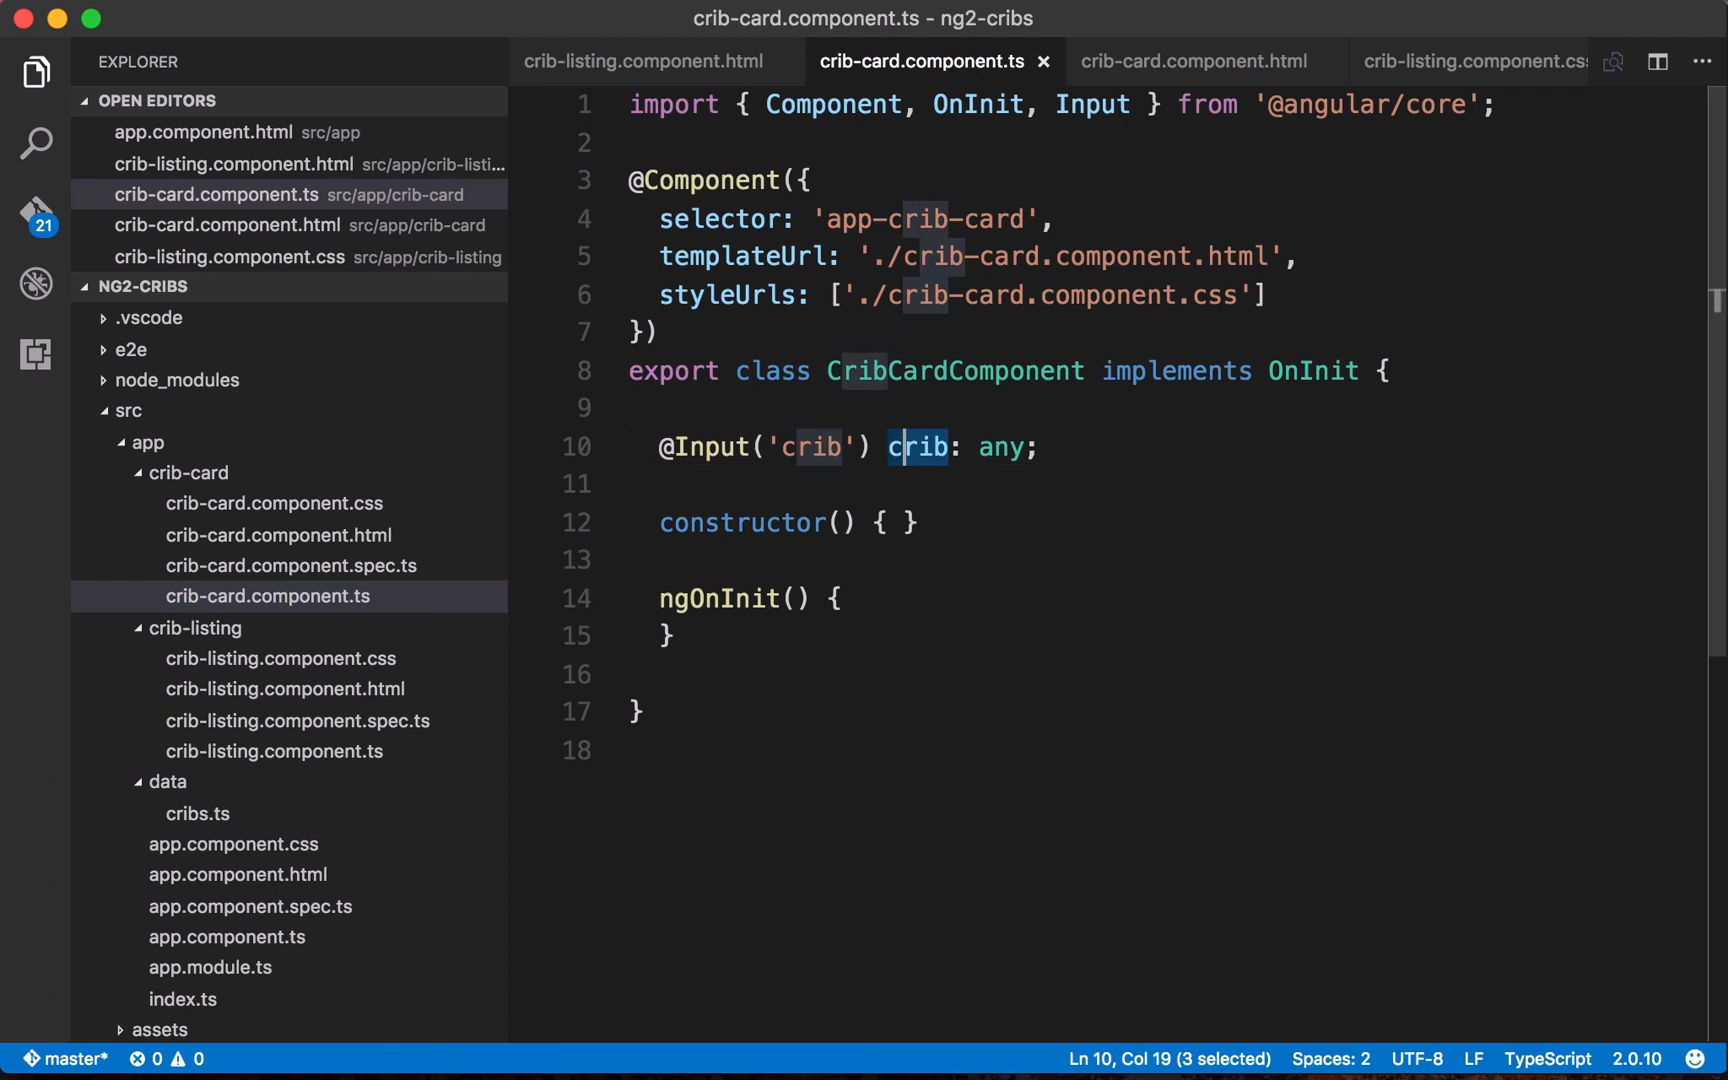 crib-card.component.ts - ng2-cribs
EXPLORER
crib-listing.component.html
crib-card.component.ts ×
crib-card.component.html
crib-listing.component.css
OPEN EDITORS
app.component.html src/app
crib-listing.component.html src/app/crib-listi...
crib-card.component.ts src/app/crib-card
crib-card.component.html src/app/crib-card
crib-listing.component.css src/app/crib-listing
21
NG2-CRIBS
.vscode
e2e
node_modules
src
app
crib-card
crib-card.component.css
crib-card.component.html
crib-card.component.spec.ts
crib-card.component.ts
crib-listing
crib-listing.component.css
crib-listing.component.html
crib-listing.component.spec.ts
crib-listing.component.ts
data
cribs.ts
app.component.css
app.component.html
app.component.spec.ts
app.component.ts
app.module.ts
index.ts
assets
1 import { Component, OnInit, Input } from '@angular/core';
2
3 @Component({
4 selector: 'app-crib-card',
5 templateUrl: './crib-card.component.html',
6 styleUrls: ['./crib-card.component.css']
7 })
8 export class CribCardComponent implements OnInit {
9
10 @Input('crib') crib: any;
11
12 constructor() { }
13
14 ngOnInit() {
15 }
16
17 }
18
master* 0 0
Ln 10, Col 19 (3 selected) Spaces: 2 UTF-8 LF TypeScript 2.0.10